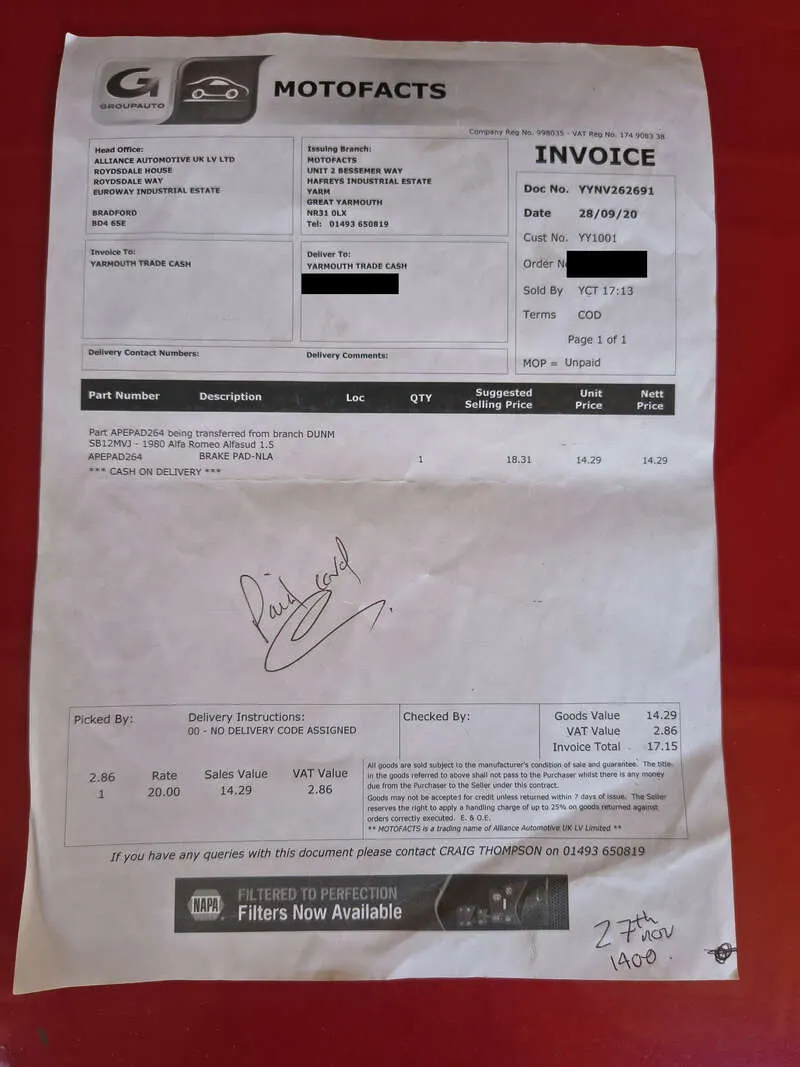 G
GROUPAUTO
MOTOFACTS
Company Reg No. 998035 - VAT Reg No. 174 9083 38
INVOICE
Head Office:
ALLIANCE AUTOMOTIVE UK LV LTD
ROYDSDALE HOUSE
ROYDSDALE WAY
EUROWAY INDUSTRIAL ESTATE
BRADFORD
BD4 6SE
Issuing Branch:
MOTOFACTS
UNIT 2 BESSEMER WAY
HAFREYS INDUSTRIAL ESTATE
YARM
GREAT YARMOUTH
NR31 0LX
Tel: 01493 650819
Doc No. YYNV262691
Date 28/09/20
Cust No. YY1001
Order N
Sold By YCT 17:13
Terms COD
Page 1 of 1
MOP = Unpaid
Invoice To:
YARMOUTH TRADE CASH
Deliver To:
YARMOUTH TRADE CASH
Delivery Contact Numbers:
Delivery Comments:
Part Number Description Loc QTY Suggested Selling Price Unit Price Nett Price
Part APEPAD264 being transferred from branch DUNM
SB12MVJ - 1980 Alfa Romeo Alfasud 1.5
APEPAD264 BRAKE PAD-NLA 1 18.31 14.29 14.29
*** CASH ON DELIVERY ***
Paid card
Picked By:
Delivery Instructions:
00 - NO DELIVERY CODE ASSIGNED
Checked By:
Goods Value 14.29
VAT Value 2.86
Invoice Total 17.15
2.86 Rate Sales Value VAT Value
1 20.00 14.29 2.86
All goods are sold subject to the manufacturer's condition of sale and guarantee. The title
in the goods referred to above shall not pass to the Purchaser whilst there is any money
due from the Purchaser to the Seller under this contract.
Goods may not be accepted for credit unless returned within 7 days of issue. The Seller
reserves the right to apply a handling charge of up to 25% on goods returned against
orders correctly executed. E. & O.E.
** MOTOFACTS is a trading name of Alliance Automotive UK LV Limited **
If you have any queries with this document please contact CRAIG THOMPSON on 01493 650819
NAPA
FILTERED TO PERFECTION
Filters Now Available
27th
nov
1400.